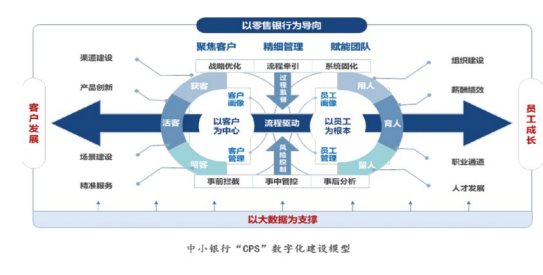 以零售银行为导向
聚焦客户 精细管理 赋能团队
战略优化 流程牵引 系统固化
渠道建设
产品创新
场景建设
精准服务
组织建设
薪酬绩效
职业通道
人才发展
客户发展
员工成长
获客
活客
留客
用人
育人
留人
客户画像
客户管理
员工画像
员工管理
过程监督
风险控制
以客户为中心
流程驱动
以员工为根本
事前拦截 事中管控 事后分析
以大数据为支撑
中小银行“CPS”数字化建设模型